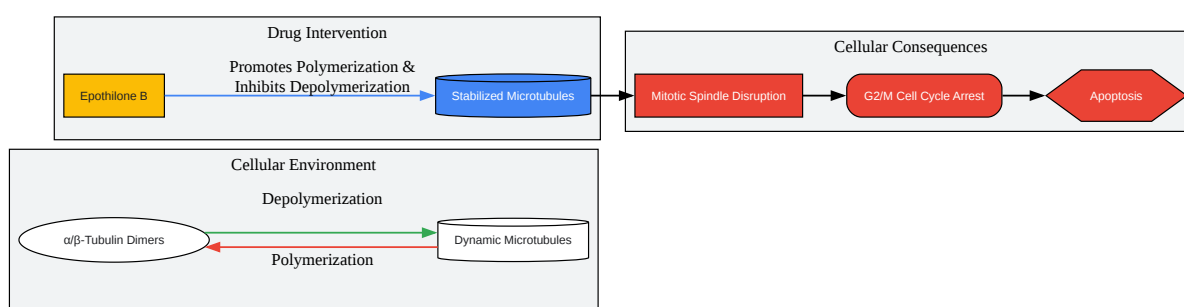 Drug Intervention
Promotes Polymerization &
Inhibits Depolymerization
Epothilone B
Stabilized Microtubules
Cellular Consequences
Mitotic Spindle Disruption
G2/M Cell Cycle Arrest
Apoptosis
Cellular Environment
Depolymerization
α/β-Tubulin Dimers
Dynamic Microtubules
Polymerization